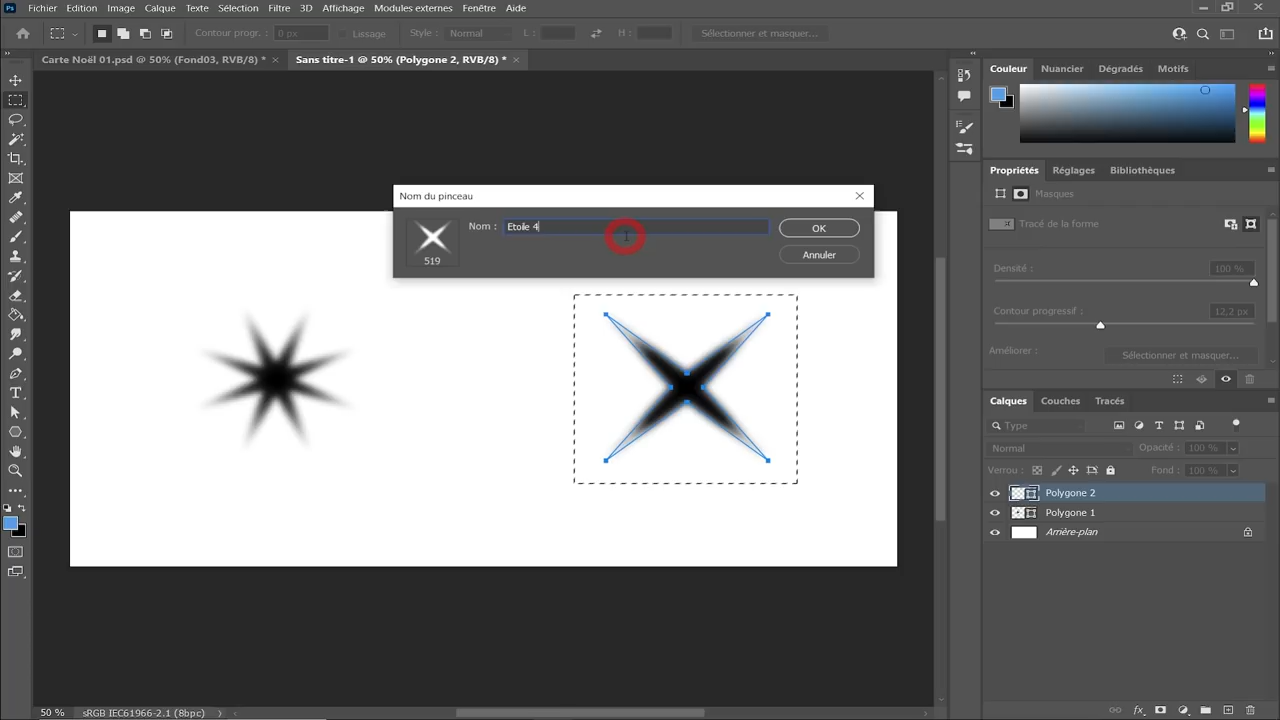 Ps Fichier Edition Image Calque Texte Sélection Filtre 3D Affichage Modules externes Fenêtre Aide
Contour progr. : 0 px Lissage Style : Normal L : H : Sélectionner et masquer...
Carte Noël 01.psd @ 50% (Fond03, RVB/8) * × Sans titre-1 @ 50% (Polygone 2, RVB/8) * ×
Couleur Nuancier Dégradés Motifs
Propriétés Réglages Bibliothèques
Masques
Tracé de la forme
Densité : 100 %
Contour progressif : 12,2 px
Améliorer : Sélectionner et masquer...
Nom du pinceau
Nom : Etoile 4
OK
519
Annuler
Calques Couches Tracés
Type
Normal Opacité : 100 %
Verrou : Fond : 100 %
Polygone 2
Polygone 1
Arrière-plan
50 % sRGB IEC61966-2.1 (8bpc)